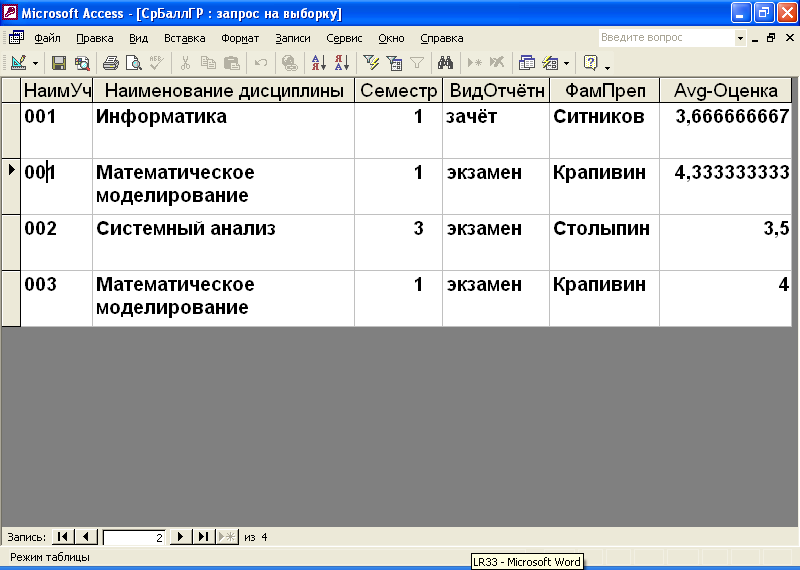 Microsoft Access - [СрБаллГР : запрос на выборку]
Файл Правка Вид Вставка Формат Записи Сервис Окно Справка Введите вопрос
НаимУч Наименование дисциплины Семестр ВидОтчётн ФамПреп Avg-Оценка
001 Информатика 1 зачёт Ситников 3,666666667
001 Математическое моделирование 1 экзамен Крапивин 4,333333333
002 Системный анализ 3 экзамен Столыпин 3,5
003 Математическое моделирование 1 экзамен Крапивин 4
Запись: 2 из 4
Режим таблицы
LR33 - Microsoft Word